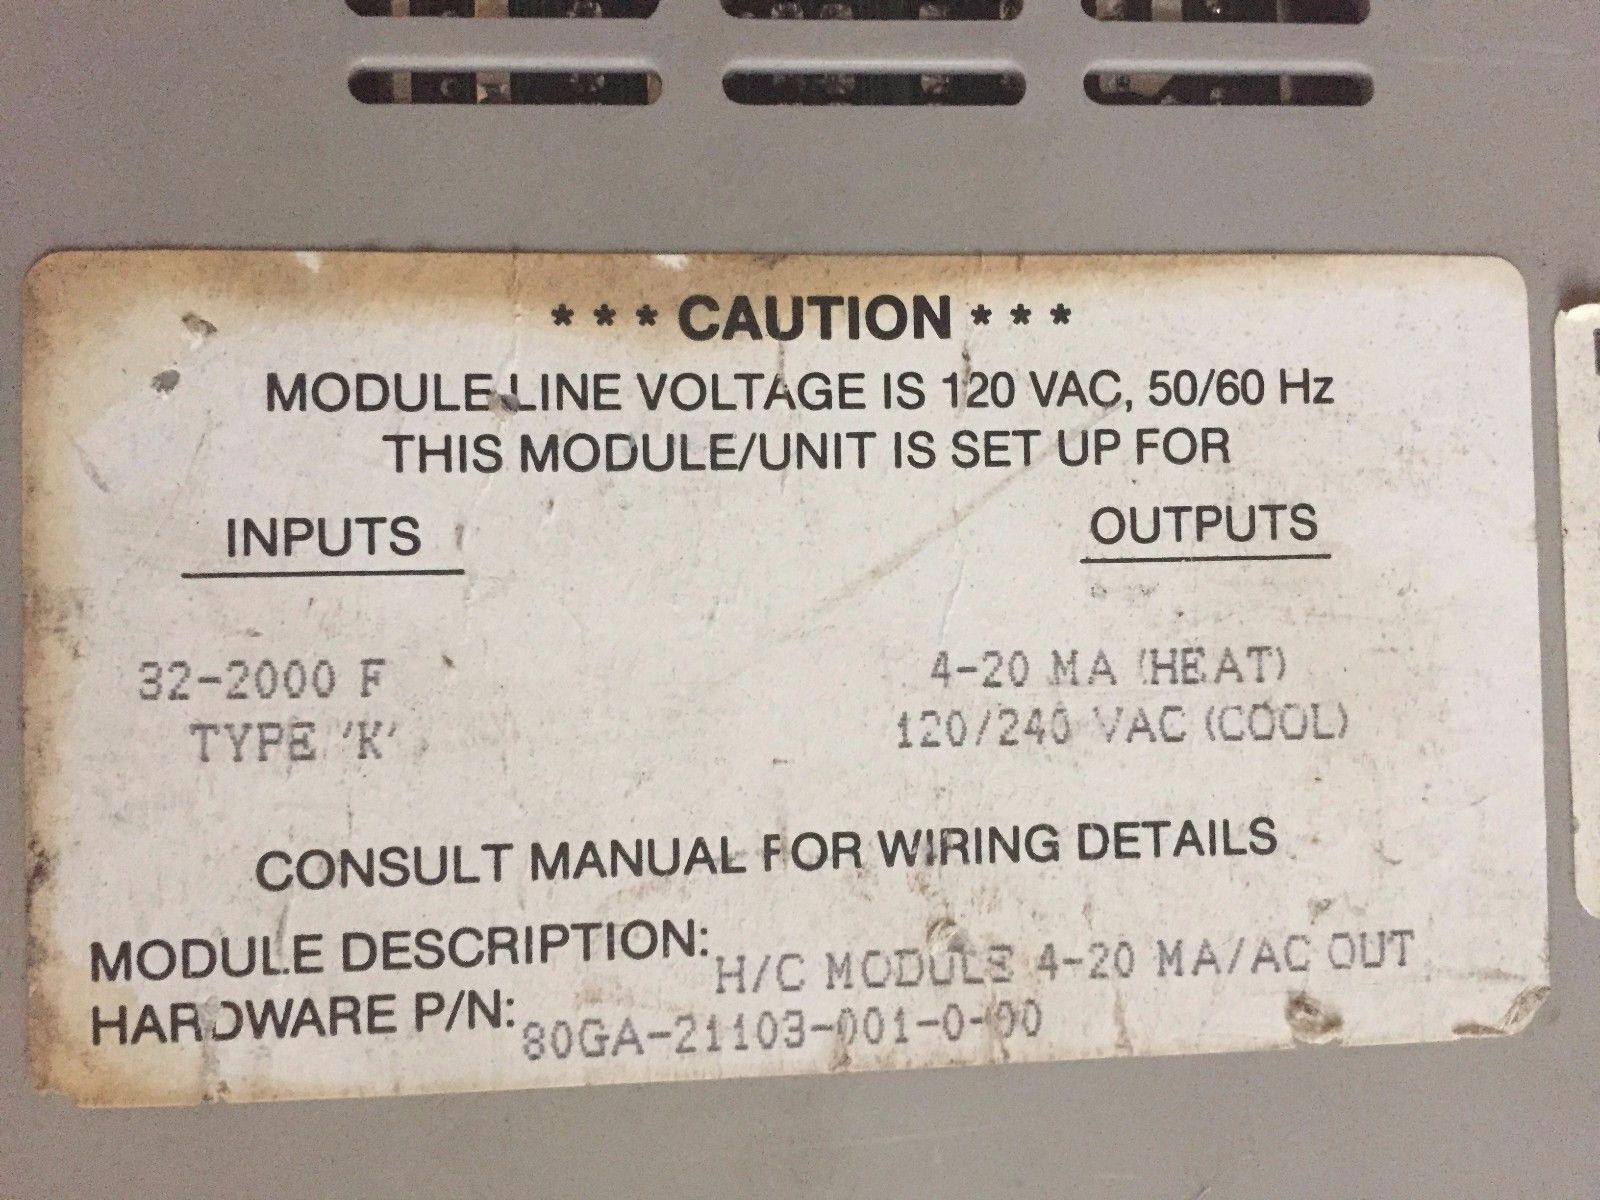 * * * CAUTION * * *
MODULE LINE VOLTAGE IS 120 VAC, 50/60 Hz
THIS MODULE/UNIT IS SET UP FOR
INPUTS OUTPUTS
32-2000 F 4-20 MA (HEAT)
TYPE 'K' 120/240 VAC (COOL)
CONSULT MANUAL FOR WIRING DETAILS
MODULE DESCRIPTION: H/C MODULE 4-20 MA/AC OUT
HARDWARE P/N: 80GA-21103-001-0-00